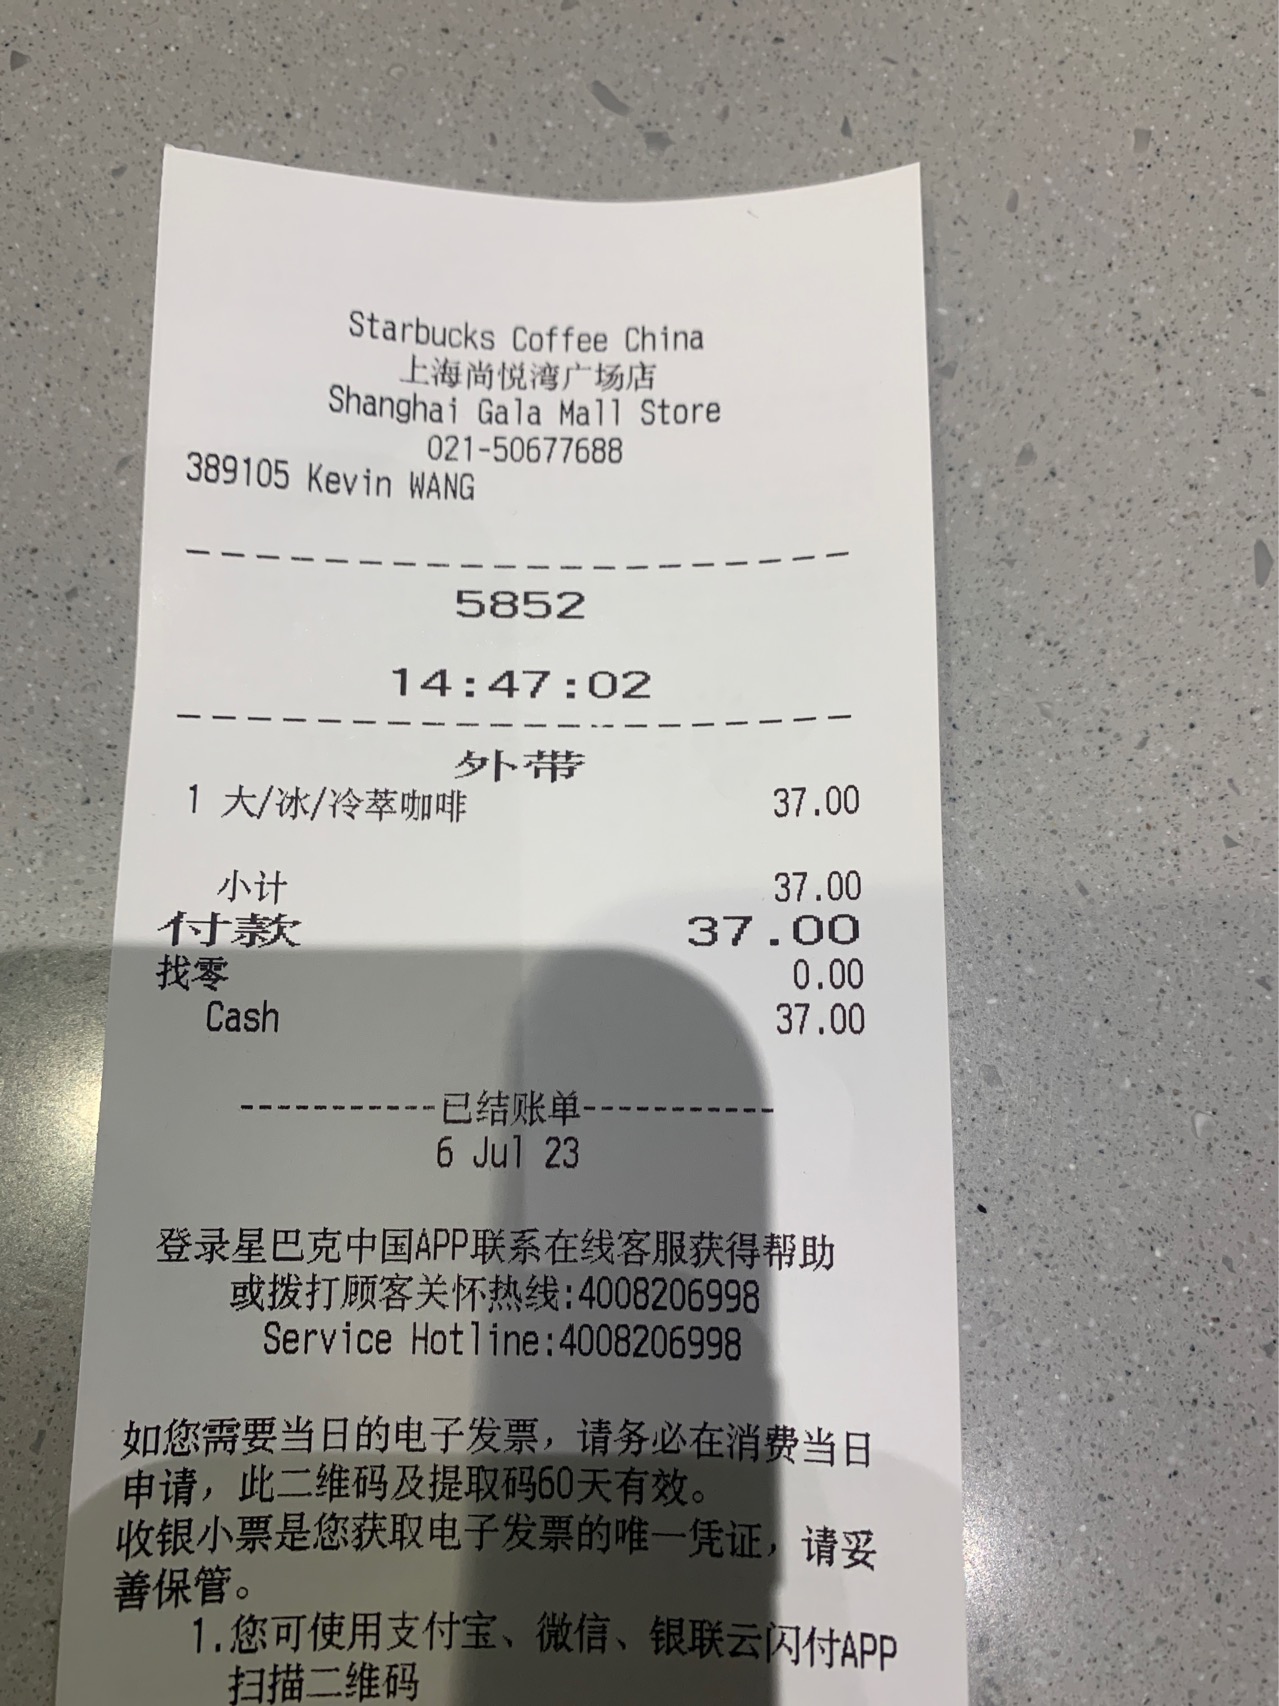 Starbucks Coffee China
上海尚悦湾广场店
Shanghai Gala Mall Store
021-50677688
389105 Kevin WANG
5852
14:47:02
外带
1 大/冰/冷萃咖啡 37.00
小计 37.00
付款 37.00
找零 0.00
Cash 37.00
-----------已结账单-----------
6 Jul 23
登录星巴克中国APP联系在线客服获得帮助
或拨打顾客关怀热线:4008206998
Service Hotline:4008206998
如您需要当日的电子发票，请务必在消费当日
申请，此二维码及提取码60天有效。
收银小票是您获取电子发票的唯一凭证，请妥
善保管。
1.您可使用支付宝、微信、银联云闪付APP
扫描二维码